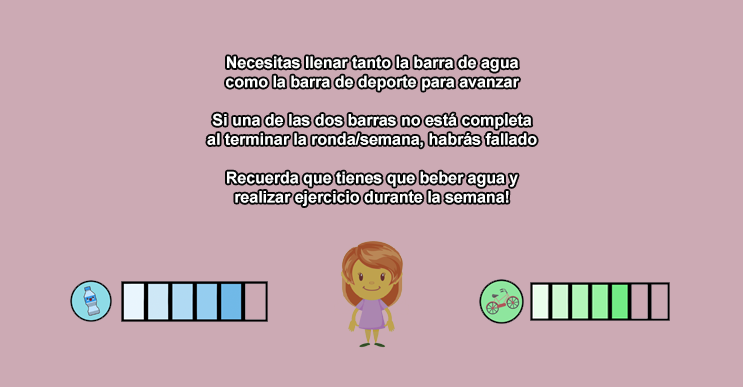 Necesitas llenar tanto la barra de agua
como la barra de deporte para avanzar
Si una de las dos barras no está completa
al terminar la ronda/semana, habrás fallado
Recuerda que tienes que beber agua y
realizar ejercicio durante la semana!